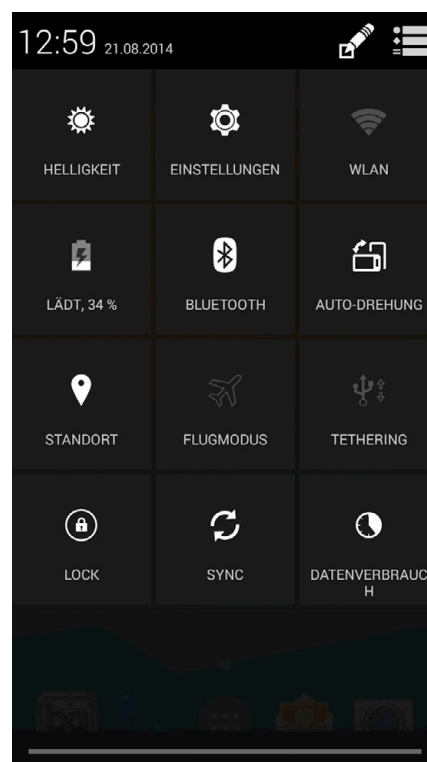 12:59 21.08.2014
HELLIGKEIT
EINSTELLUNGEN
WLAN
LÄDT, 34 %
BLUETOOTH
AUTO-DREHUNG
STANDORT
FLUGMODUS
TETHERING
LOCK
SYNC
DATENVERBRAUC
H